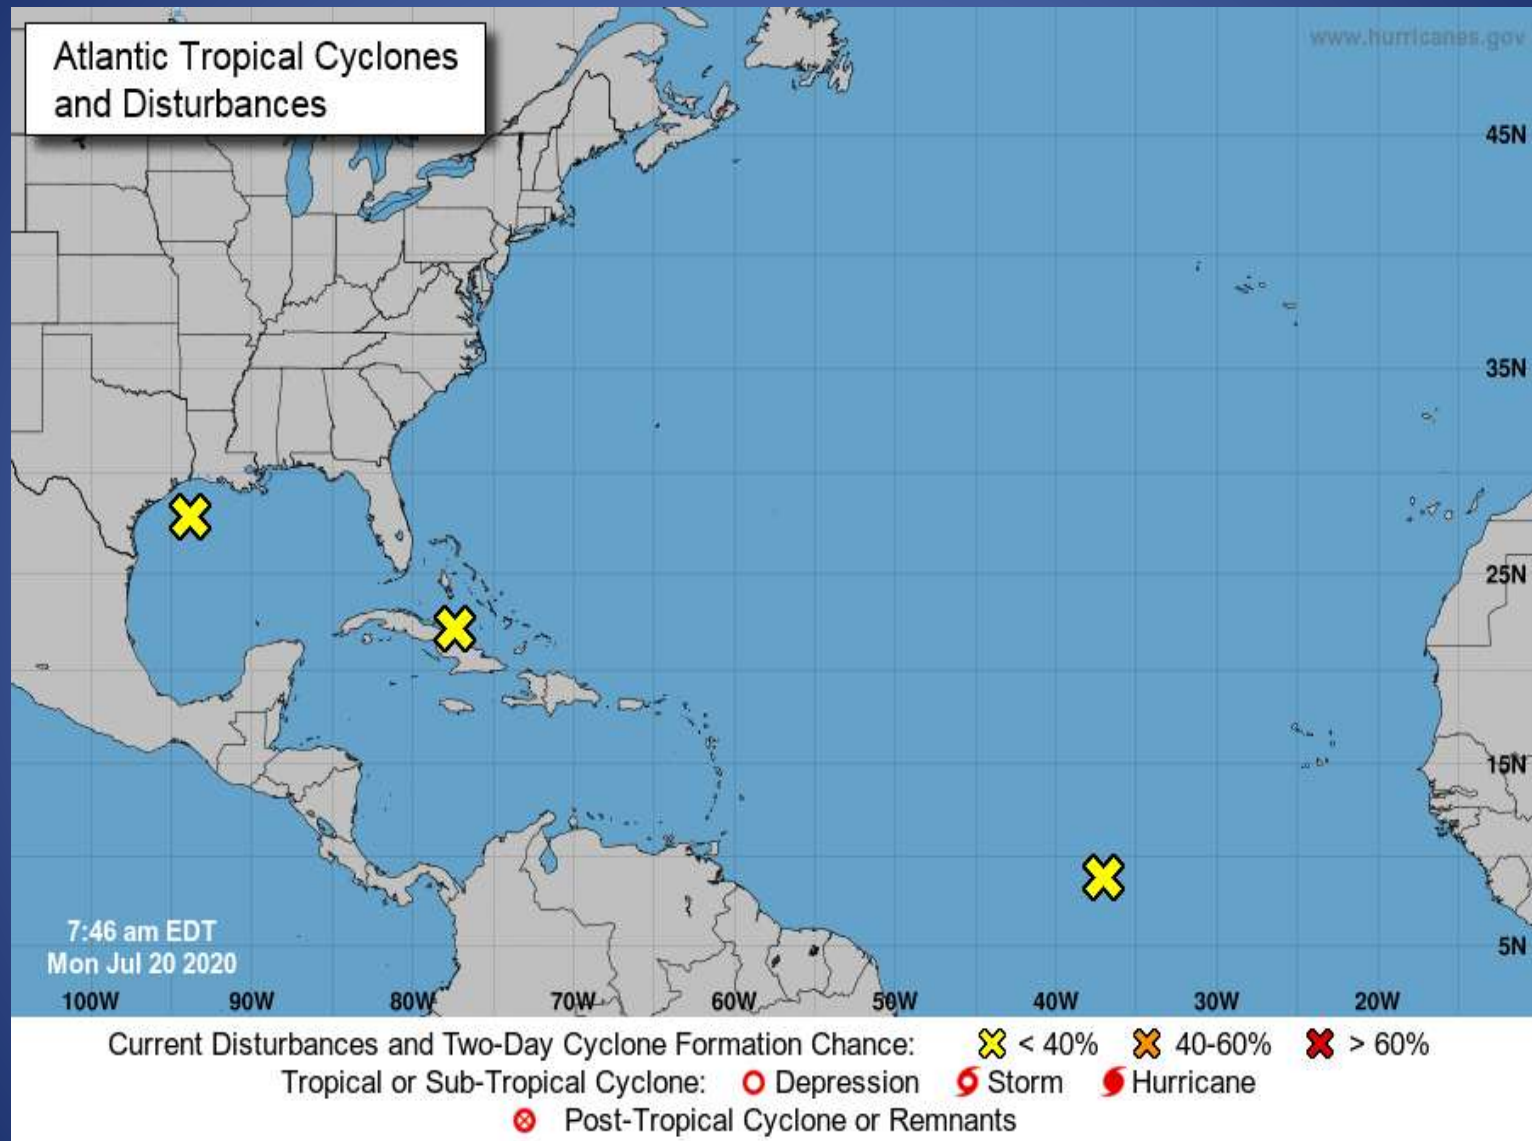 Atlantic Tropical Cyclones
and Disturbances
www.hurricanes.gov
45N
35N
25N
15N
5N
7:46 am EDT
Mon Jul 20 2020
100W 90W 80W 70W 60W 50W 40W 30W 20W
Current Disturbances and Two-Day Cyclone Formation Chance: < 40% 40-60% > 60%
Tropical or Sub-Tropical Cyclone: Depression Storm Hurricane
Post-Tropical Cyclone or Remnants